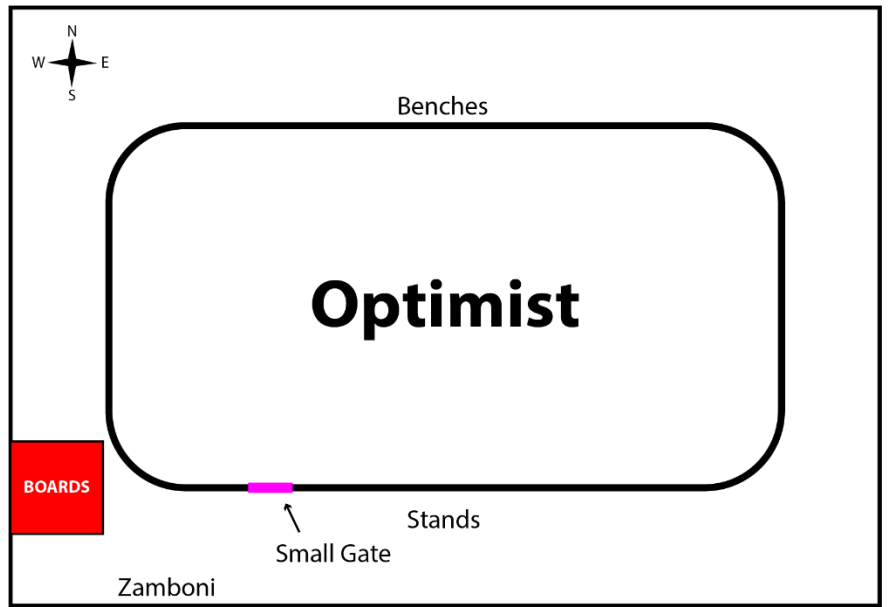 N
W E
S
Benches
Optimist
BOARDS
Stands
Small Gate
Zamboni